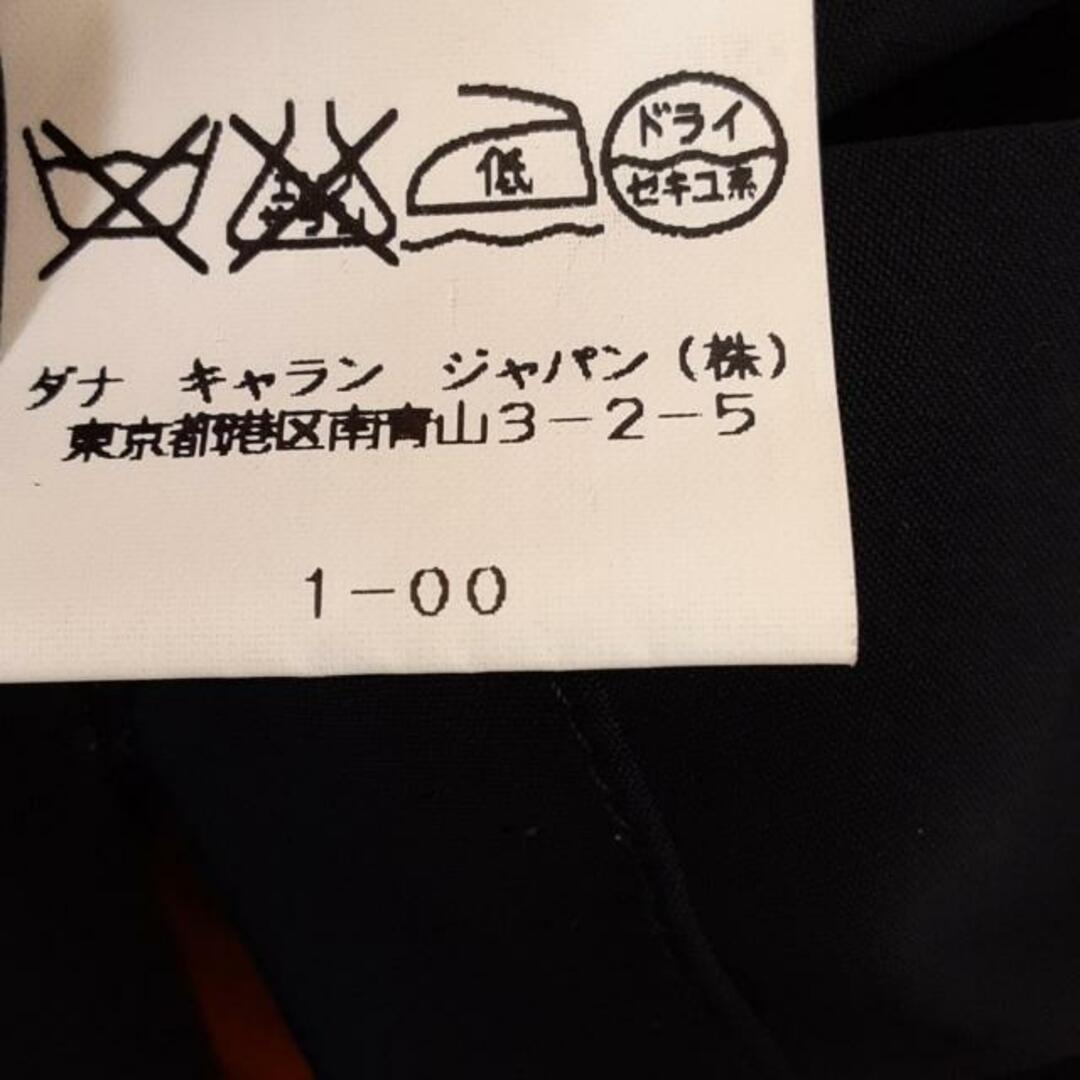 低
ドライ
セキユ系
ダナ キャラン ジャパン(株)
東京都港区南青山3-2-5
1-00